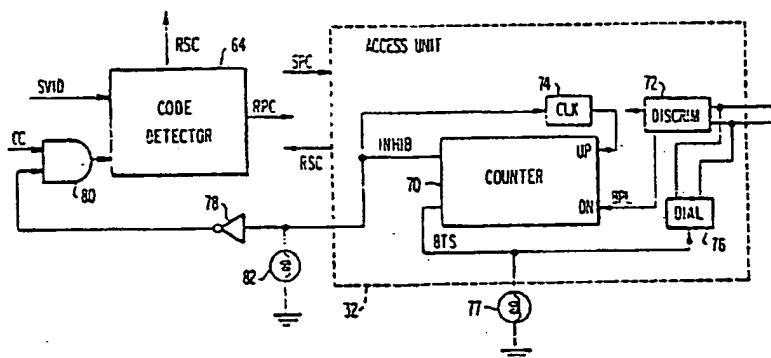 RSC
64
SPC
ACCESS UNIT
SVID
CODE
DETECTOR
RPC
74
CLK
72
DISCRIM
CC
RSC
INHIB
UP
80
70
COUNTER
78
DN
DIAL
76
BTS
82
32
77